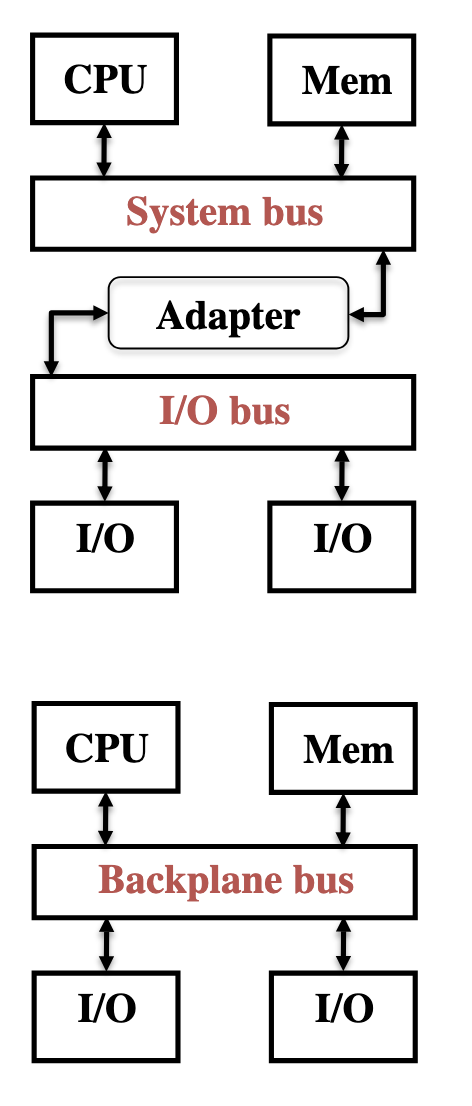 CPU
Mem
System bus
Adapter
I/O bus
I/O
I/O
CPU
Mem
Backplane bus
I/O
I/O